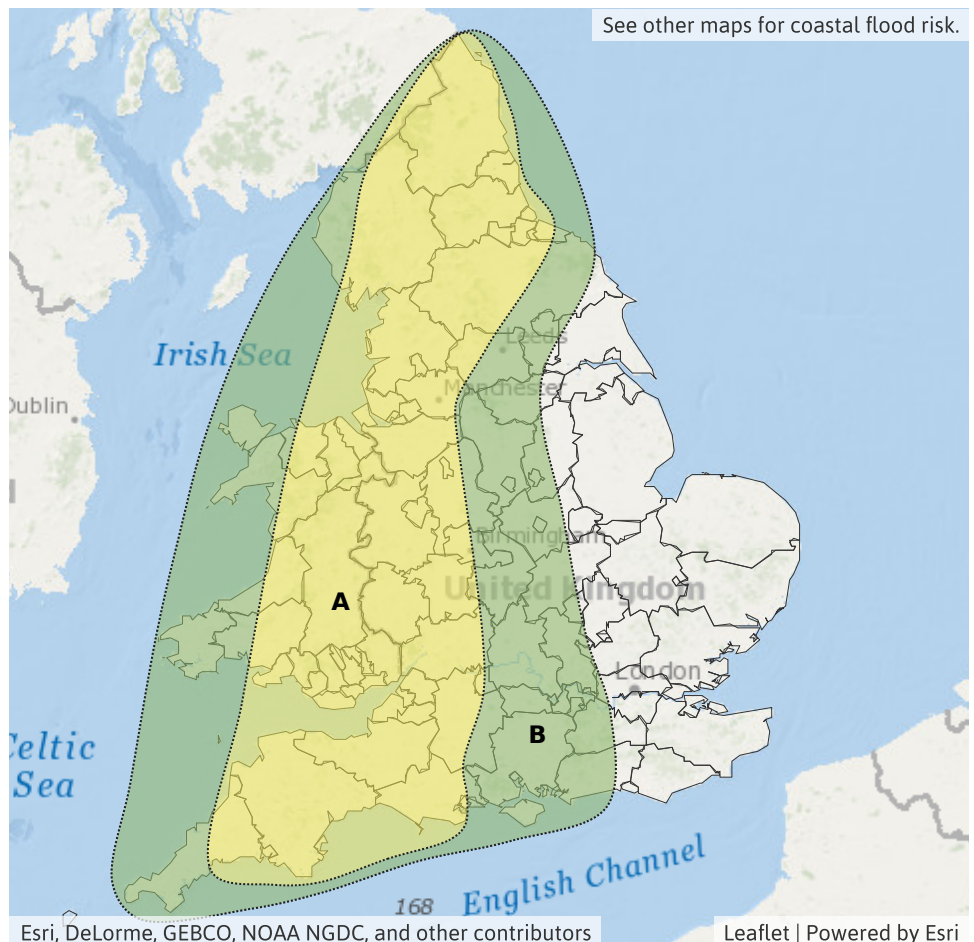 See other maps for coastal flood risk.
Irish Sea
Leeds
Manchester
Dublin
Birmingham
United Kingdom
A
London
B
Celtic
Sea
English Channel
168
Esri, DeLorme, GEBCO, NOAA NGDC, and other contributors
Leaflet | Powered by Esri